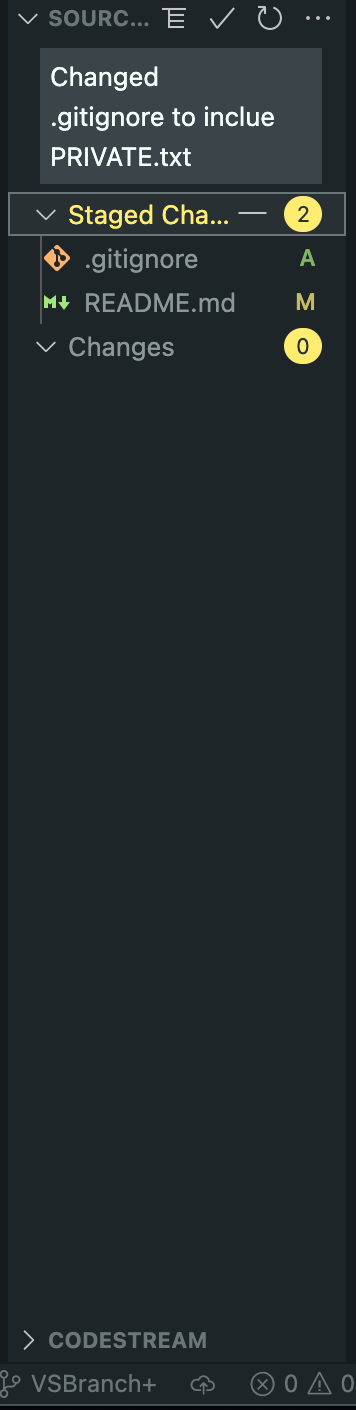 SOURC...
Changed
.gitignore to inclue
PRIVATE.txt
Staged Cha... 2
.gitignore A
README.md M
Changes 0
CODESTREAM
VSBranch+ 0 0